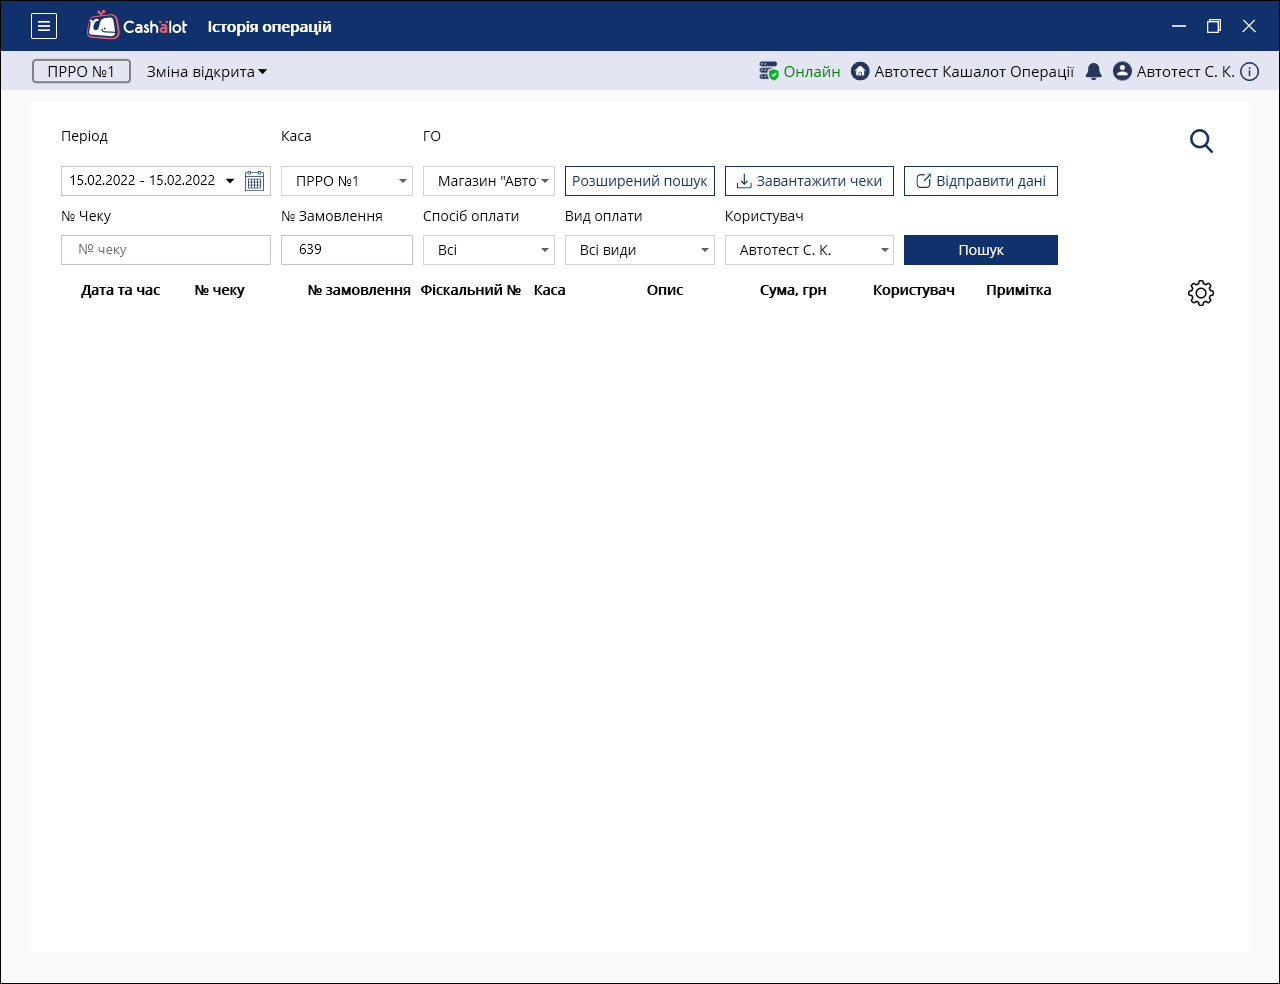 Cashalot Історія операцій
ПРРО №1 Зміна відкрита Онлайн Автотест Кашалот Операції Автотест С. К.
Період Каса ГО
15.02.2022 - 15.02.2022 ПРРО №1 Магазин "Авто Розширений пошук Завантажити чеки Відправити дані
№ Чеку № Замовлення Спосіб оплати Вид оплати Користувач
№ чеку 639 Всі Всі види Автотест С. К. Пошук
Дата та час № чеку № замовлення Фіскальний № Каса Опис Сума, грн Користувач Примітка